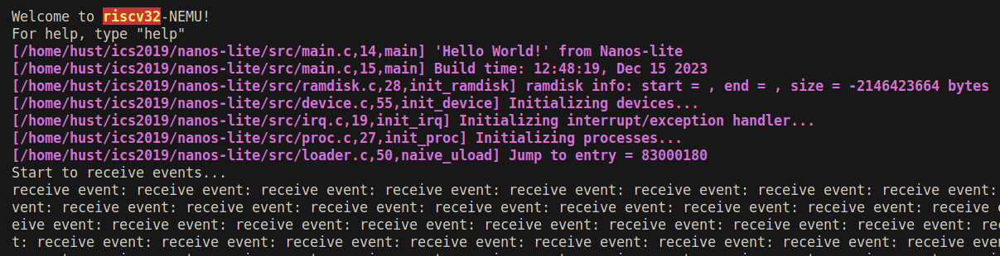 Welcome to riscv32-NEMU!
For help, type "help"
[/home/hust/ics2019/nanos-lite/src/main.c,14,main] 'Hello World!' from Nanos-lite
[/home/hust/ics2019/nanos-lite/src/main.c,15,main] Build time: 12:48:19, Dec 15 2023
[/home/hust/ics2019/nanos-lite/src/ramdisk.c,28,init_ramdisk] ramdisk info: start = , end = , size = -2146423664 bytes
[/home/hust/ics2019/nanos-lite/src/device.c,55,init_device] Initializing devices...
[/home/hust/ics2019/nanos-lite/src/irq.c,19,init_irq] Initializing interrupt/exception handler...
[/home/hust/ics2019/nanos-lite/src/proc.c,27,init_proc] Initializing processes...
[/home/hust/ics2019/nanos-lite/src/loader.c,50,naive_uload] Jump to entry = 83000180
Start to receive events...
receive event: receive event: receive event: receive event: receive event: receive event: receive event: receive event:
vent: receive event: receive event: receive event: receive event: receive event: receive event: receive event: receive
eive event: receive event: receive event: receive event: receive event: receive event: receive event: receive event:
t: receive event: receive event: receive event: receive event: receive event: receive event: receive event: receive